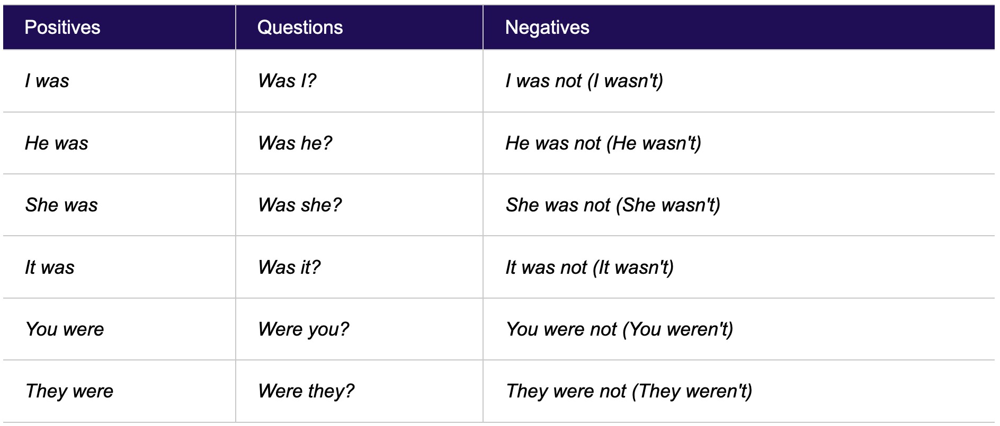 Positives Questions Negatives
I was Was I? I was not (I wasn't)
He was Was he? He was not (He wasn't)
She was Was she? She was not (She wasn't)
It was Was it? It was not (It wasn't)
You were Were you? You were not (You weren't)
They were Were they? They were not (They weren't)